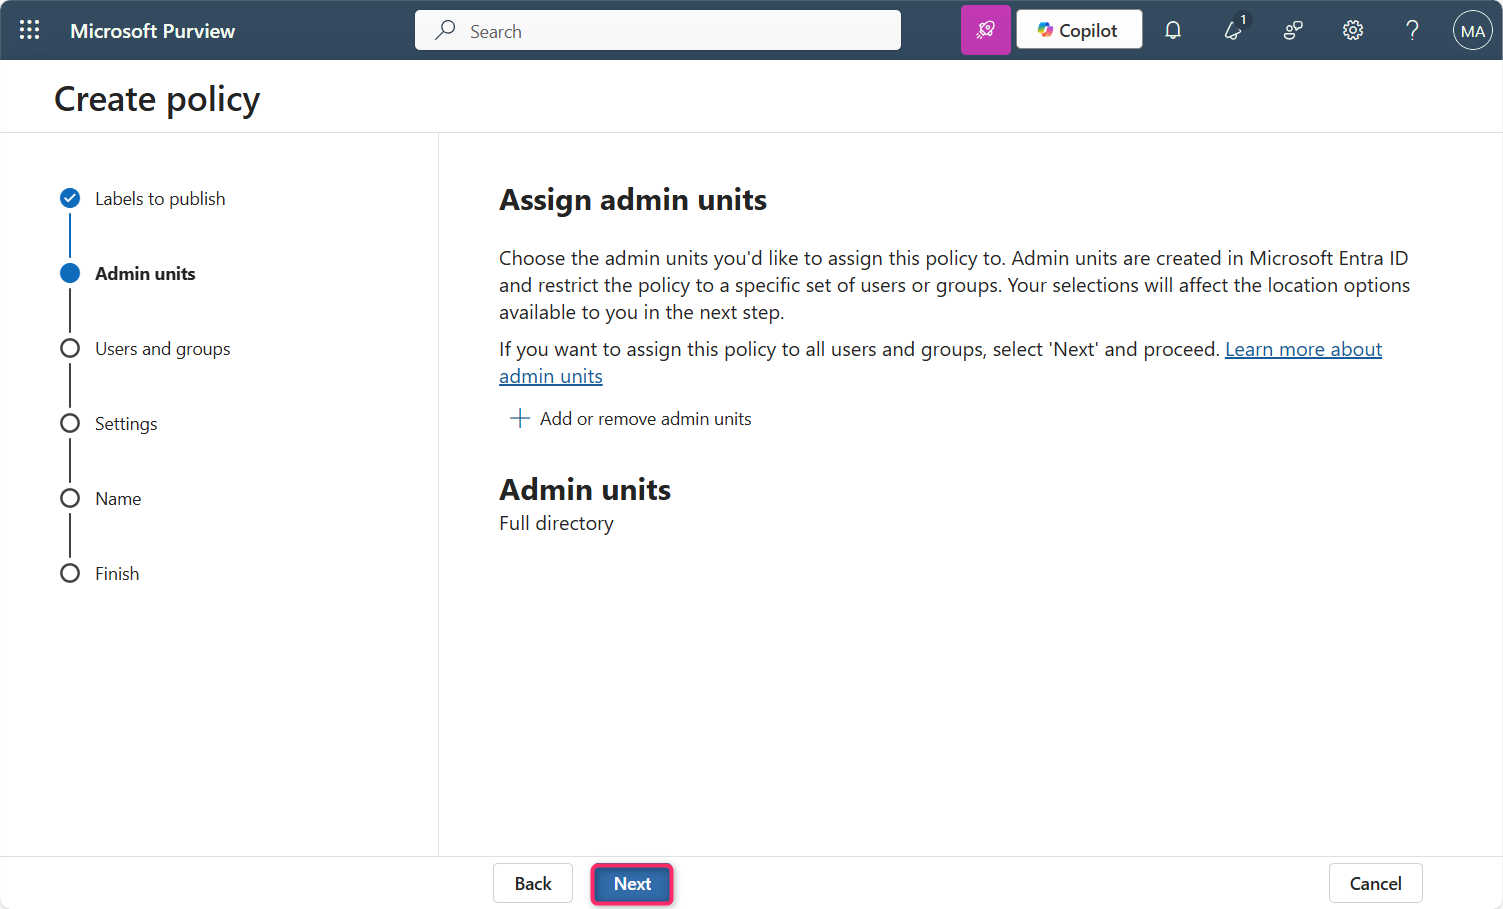 Microsoft Purview
Search
Copilot
1
MA
Create policy
Labels to publish
Admin units
Users and groups
Settings
Name
Finish
Assign admin units
Choose the admin units you'd like to assign this policy to. Admin units are created in Microsoft Entra ID
and restrict the policy to a specific set of users or groups. Your selections will affect the location options
available to you in the next step.
If you want to assign this policy to all users and groups, select 'Next' and proceed. Learn more about
admin units
Add or remove admin units
Admin units
Full directory
Back
Next
Cancel